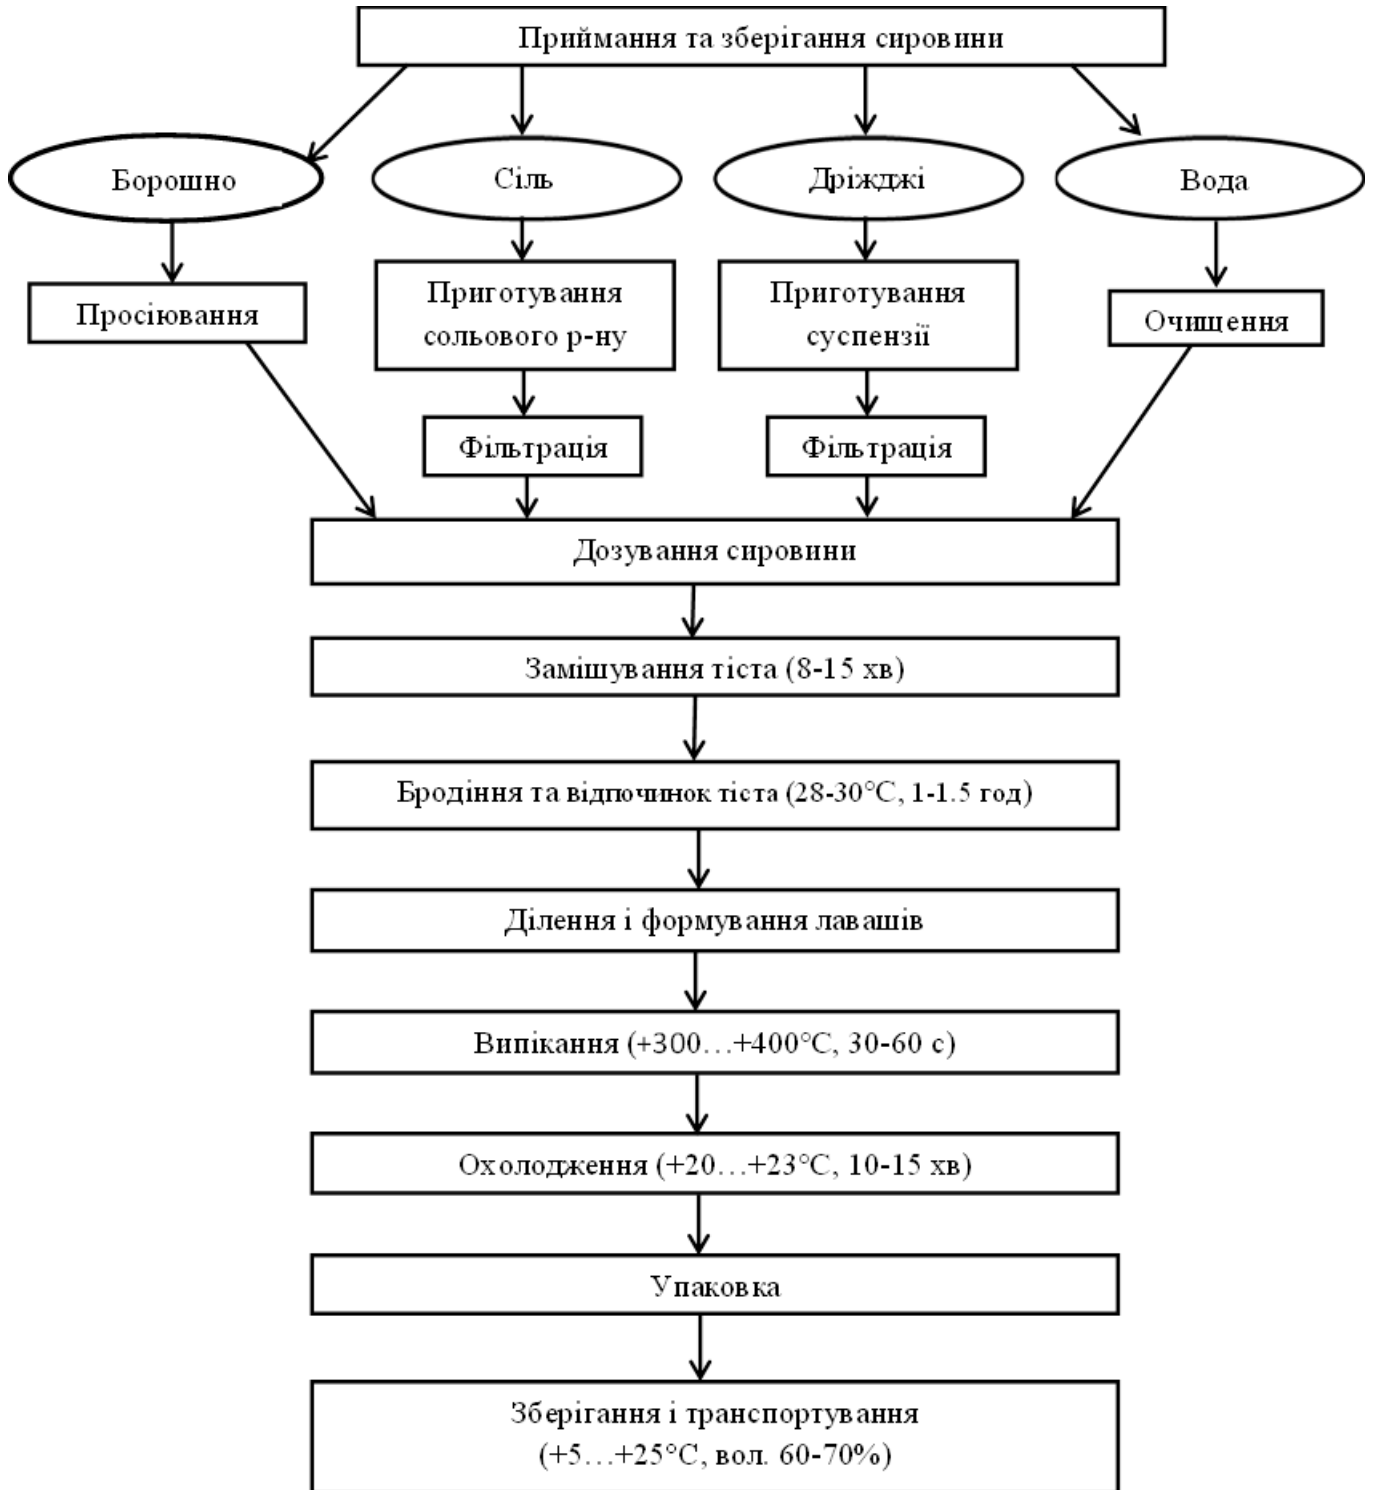 Приймання та зберігання сировини
Борошно
Сіль
Дріжджі
Вода
Просіювання
Приготування
сольового р-ну
Приготування
суспензії
Очищення
Фільтрація
Фільтрація
Дозування сировини
Замішування тіста (8-15 хв)
Бродіння та відпочинок тіста (28-30°C, 1-1.5 год)
Ділення і формування лавашів
Випікання (+300…+400°C, 30-60 с)
Охолодження (+20…+23°C, 10-15 хв)
Упаковка
Зберігання і транспортування
(+5…+25°C, вол. 60-70%)